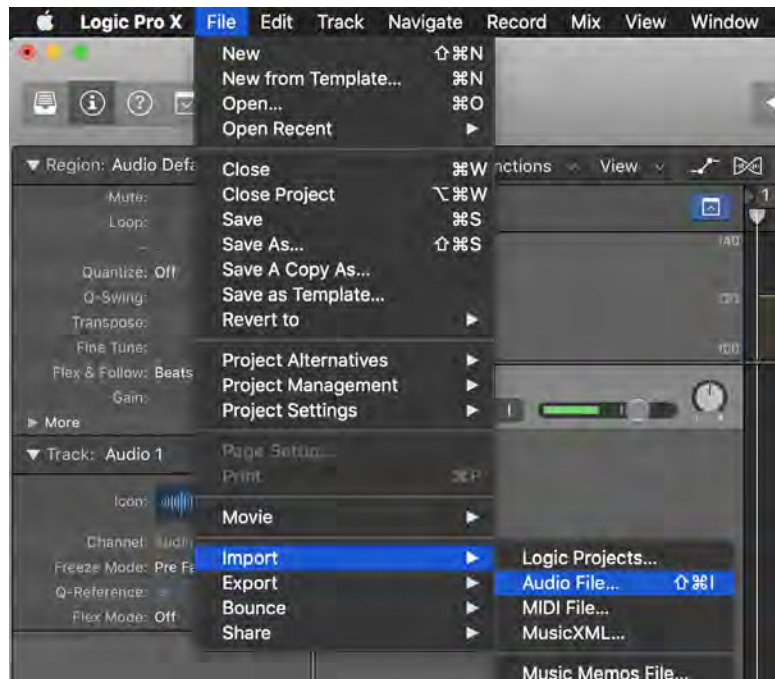 Logic Pro X File Edit Track Navigate Record Mix View Window
New ⇧⌘N
New from Template... ⌘N
Open... ⌘O
Open Recent ▶
Close ⌘W
Close Project ⌥⌘W
Save ⌘S
Save As... ⇧⌘S
Save A Copy As...
Save as Template...
Revert to ▶
Project Alternatives ▶
Project Management ▶
Project Settings ▶
Page Setup...
Print ⌘P
Movie ▶
Import ▶
Export ▶
Bounce ▶
Share ▶
Logic Projects...
Audio File... ⇧⌘I
MIDI File...
MusicXML...
Music Memos File...
▼ Region: Audio Defa
Mute:
Loop:
Quantize: Off
Q-Swing:
Transpose:
Fine Tune:
Flex & Follow: Beats
Gain:
▶ More
▼ Track: Audio 1
Icon:
Channel: Audio
Freeze Mode: Pre Fa
Q-Reference:
Flex Mode: Off
nctions View
1
I